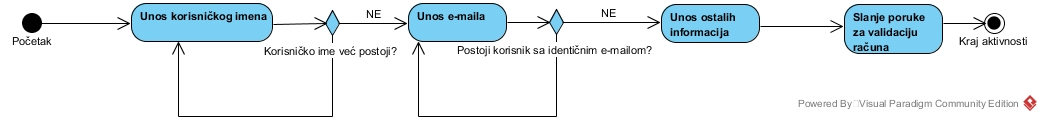 Početak
Unos korisničkog imena
Korisničko ime već postoji?
NE
Unos e-maila
Postoji korisnik sa identičnim e-mailom?
NE
Unos ostalih
informacija
Slanje poruke
za validaciju
računa
Kraj aktivnosti
Powered By Visual Paradigm Community Edition